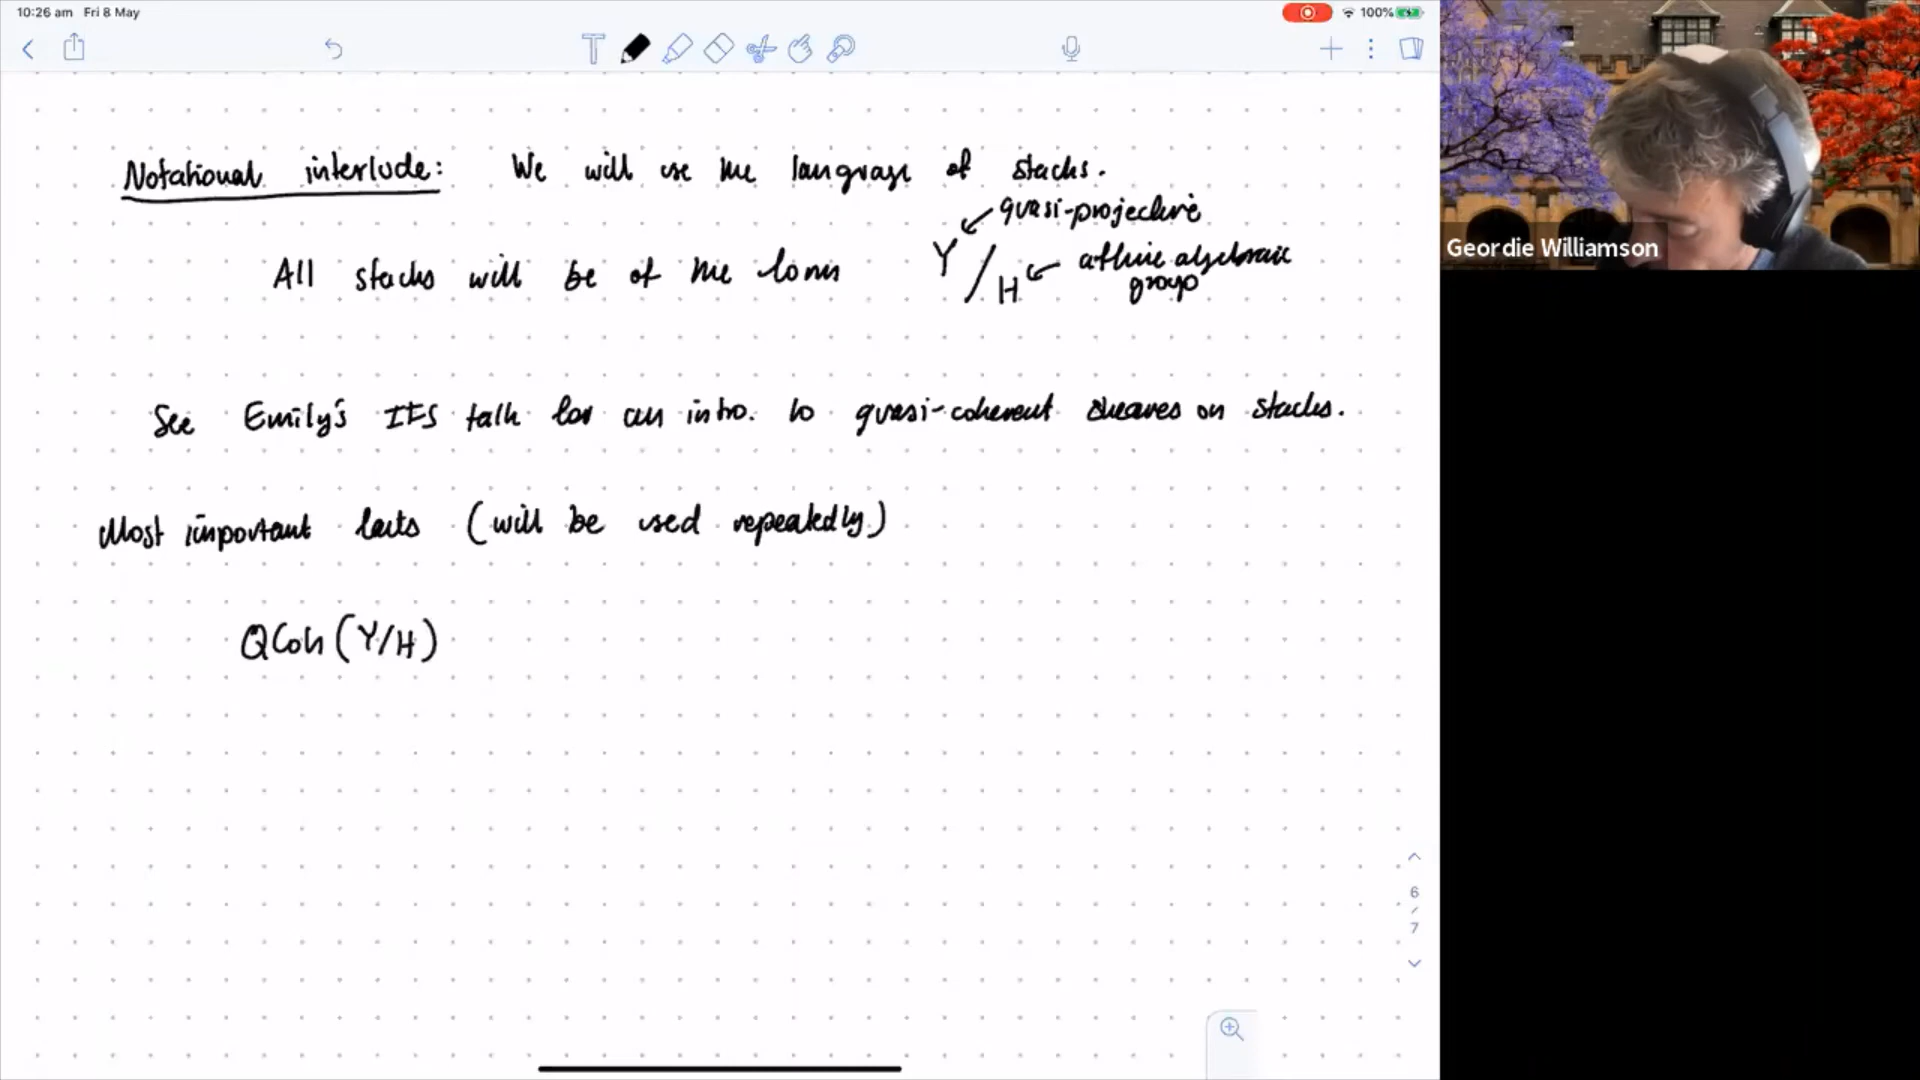 10:26 am Fri 8 May
100%
Notational interlude: We will use the language of stacks.
quasi-projective
All stacks will be of the form Y/H
affine algebraic group
See Emily's IFS talk for an intro. to quasi-coherent sheaves on stacks.
Most important facts (will be used repeatedly)
QCoh (Y/H)
6
/
7
Geordie Williamson